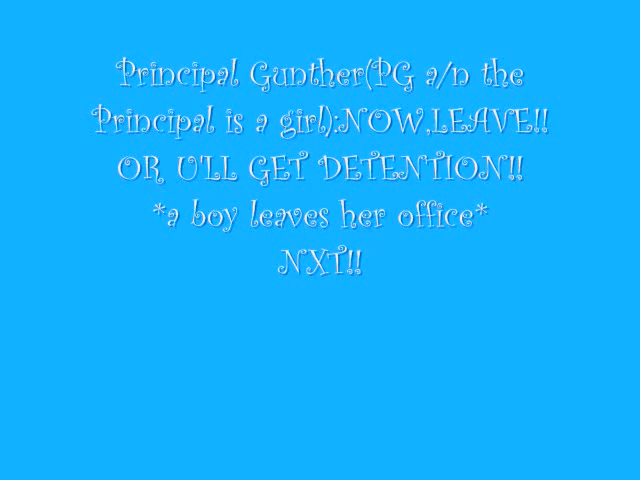 Principal Gunther(PG a/n the
Principal is a girl):NOW,LEAVE!!
OR U'LL GET DETENTION!!
*a boy leaves her office*
NXT!!